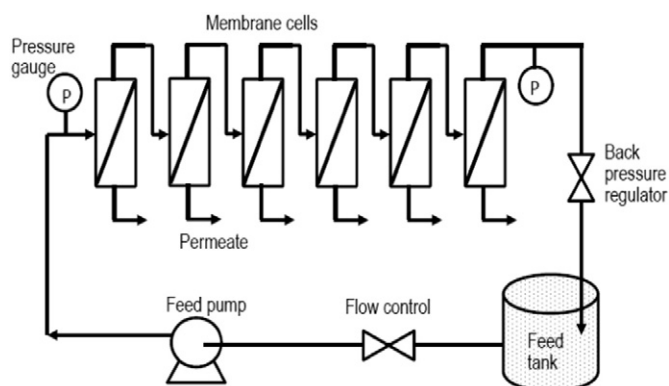 Membrane cells
Pressure
gauge
P
P
Back
pressure
regulator
Permeate
Feed pump
Flow control
Feed
tank